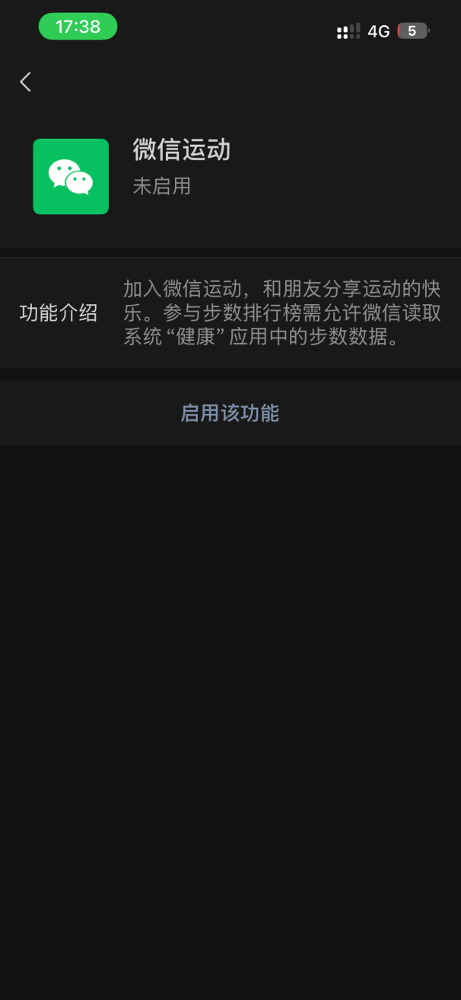 17:38
4G
5
微信运动
未启用
功能介绍
加入微信运动，和朋友分享运动的快
乐。参与步数排行榜需允许微信读取
系统“健康”应用中的步数数据。
启用该功能